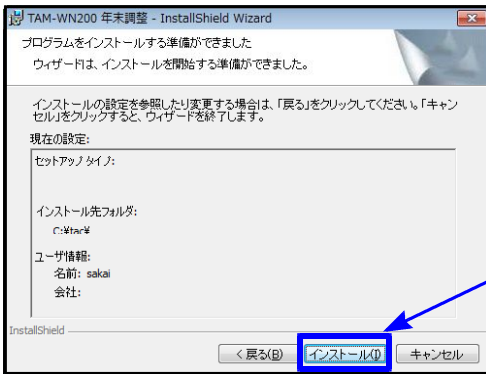 TAM-WN200 年末調整 - InstallShield Wizard
プログラムをインストールする準備ができました
ウィザードは、インストールを開始する準備ができました。
インストールの設定を参照したり変更する場合は、「戻る」をクリックしてください。「キャン
セル」をクリックすると、ウィザードを終了します。
現在の設定:
セットアップ タイプ:
インストール先フォルダ:
C:¥tac¥
ユーザ情報:
名前: sakai
会社:
InstallShield
< 戻る(B) インストール(I) キャンセル